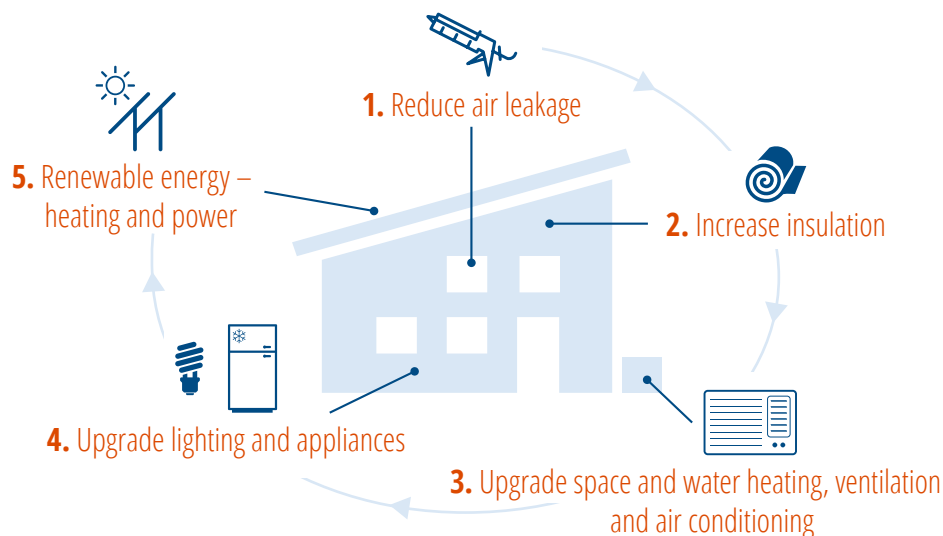 1. Reduce air leakage
2. Increase insulation
3. Upgrade space and water heating, ventilation
and air conditioning
4. Upgrade lighting and appliances
5. Renewable energy –
heating and power